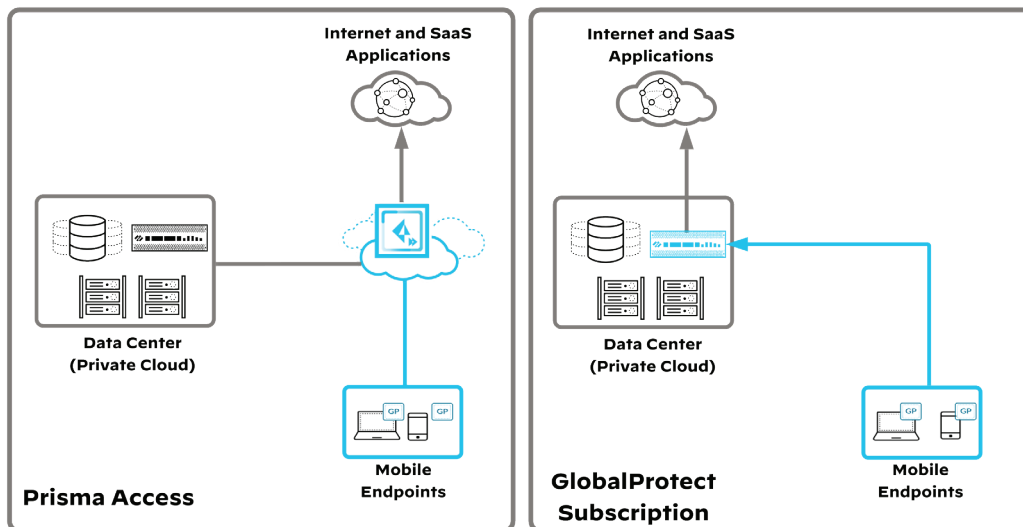 Internet and SaaS
Applications
Data Center
(Private Cloud)
GP
GP
Mobile
Endpoints
Prisma Access
Internet and SaaS
Applications
Data Center
(Private Cloud)
GP
GP
Mobile
Endpoints
GlobalProtect
Subscription